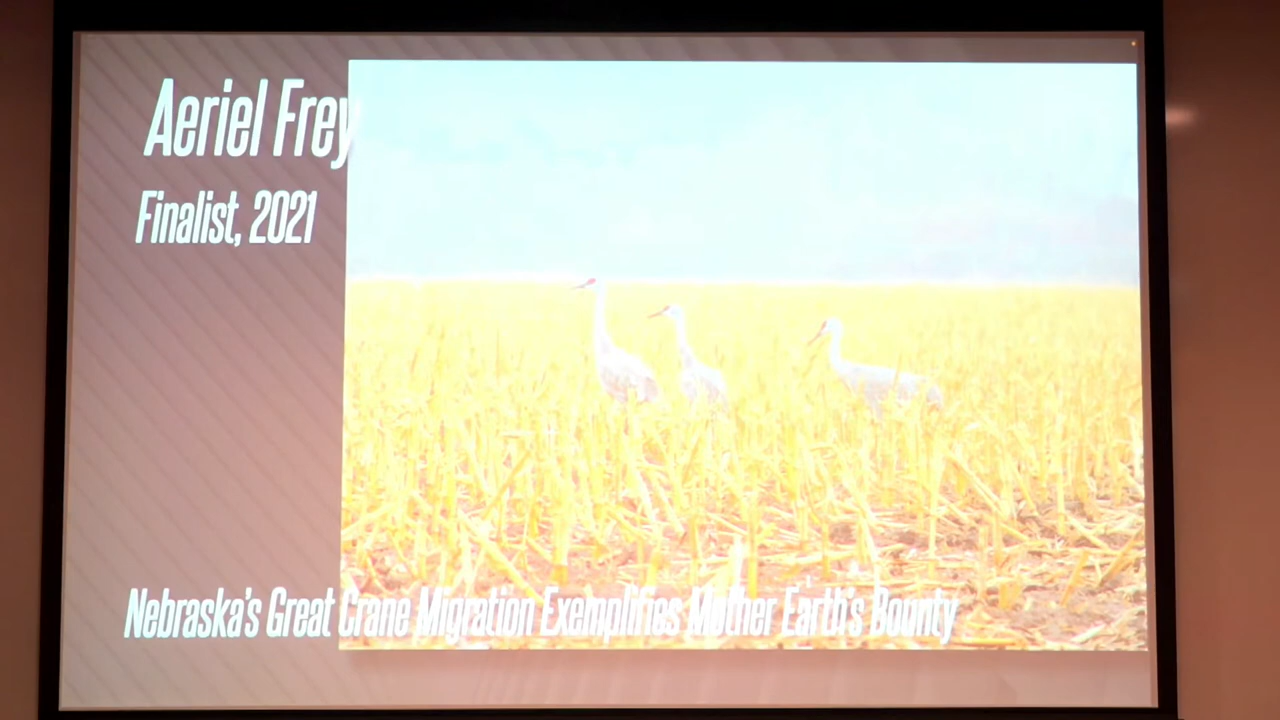 Aeriel Frey
Finalist, 2021
Nebraska's Great Crane Migration Exemplifies Mother Earth's Bounty